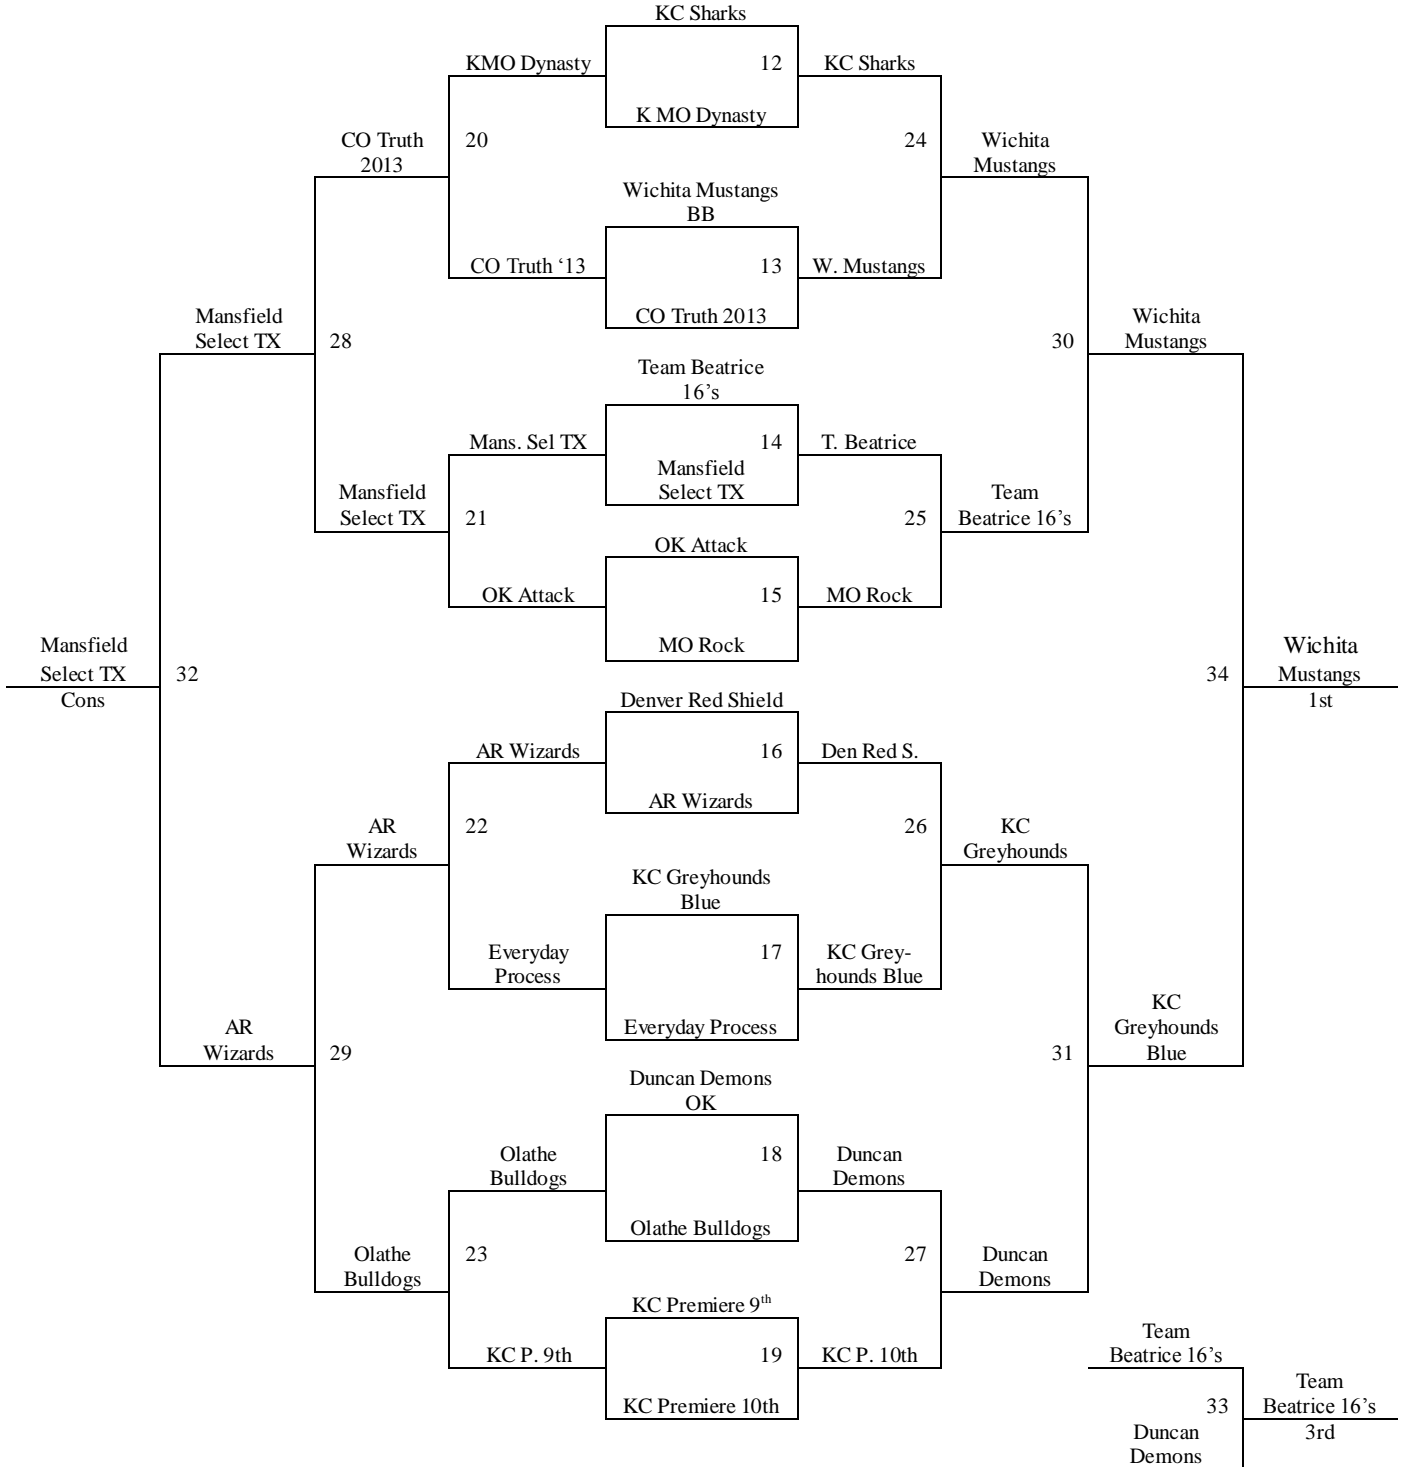 KC Sharks
KMO Dynasty
12
KC Sharks
K MO Dynasty
CO Truth
2013
20
24
Wichita
Mustangs
Wichita Mustangs
BB
CO Truth ‘13
13
W. Mustangs
CO Truth 2013
Mansfield
Select TX
28
30
Wichita
Mustangs
Team Beatrice
16’s
Mans. Sel TX
14
T. Beatrice
Mansfield
Select TX
Mansfield
Select TX
21
25
Team
Beatrice 16’s
OK Attack
OK Attack
15
MO Rock
MO Rock
Mansfield
Select TX
Cons
32
34
Wichita
Mustangs
1st
Denver Red Shield
AR Wizards
16
Den Red S.
AR Wizards
AR
Wizards
22
26
KC
Greyhounds
KC Greyhounds
Blue
Everyday
Process
17
KC Grey-
hounds Blue
Everyday Process
AR
Wizards
29
31
KC
Greyhounds
Blue
Duncan Demons
OK
Olathe
Bulldogs
18
Duncan
Demons
Olathe Bulldogs
Olathe
Bulldogs
23
27
Duncan
Demons
KC Premiere 9th
KC P. 9th
19
KC P. 10th
KC Premiere 10th
Team
Beatrice 16’s
33
Duncan
Demons
Team
Beatrice 16’s
3rd